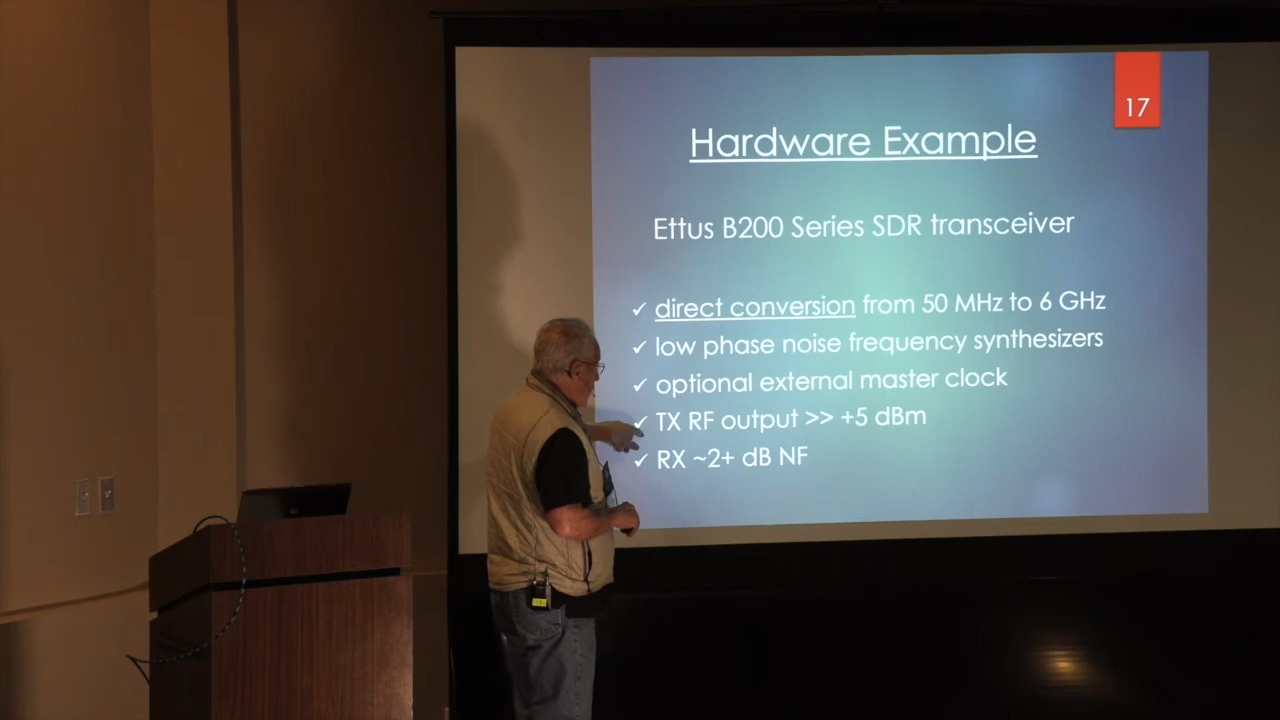 17
Hardware Example
Ettus B200 Series SDR transceiver
✓ direct conversion from 50 MHz to 6 GHz
✓ low phase noise frequency synthesizers
✓ optional external master clock
✓ TX RF output >> +5 dBm
✓ RX ~2+ dB NF